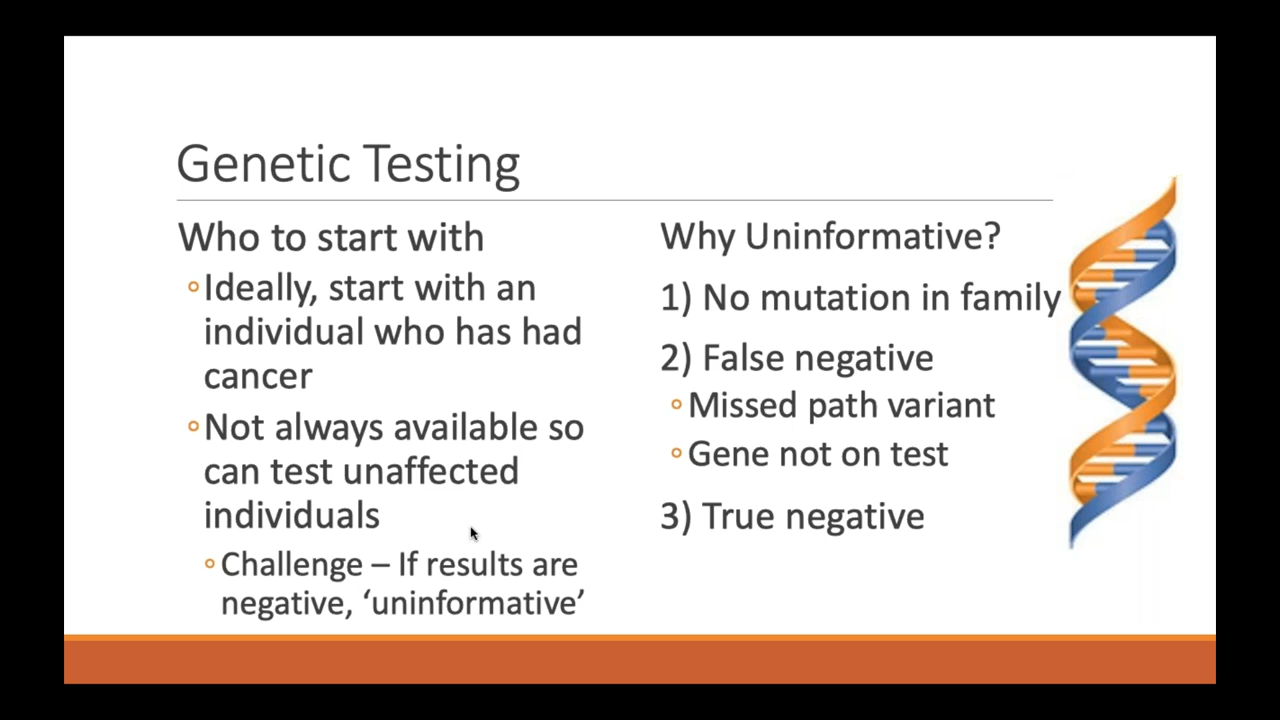 Genetic Testing
Who to start with
◦Ideally, start with an
individual who has had
cancer
◦Not always available so
can test unaffected
individuals
◦Challenge – If results are
negative, ‘uninformative’
Why Uninformative?
1) No mutation in family
2) False negative
◦Missed path variant
◦Gene not on test
3) True negative